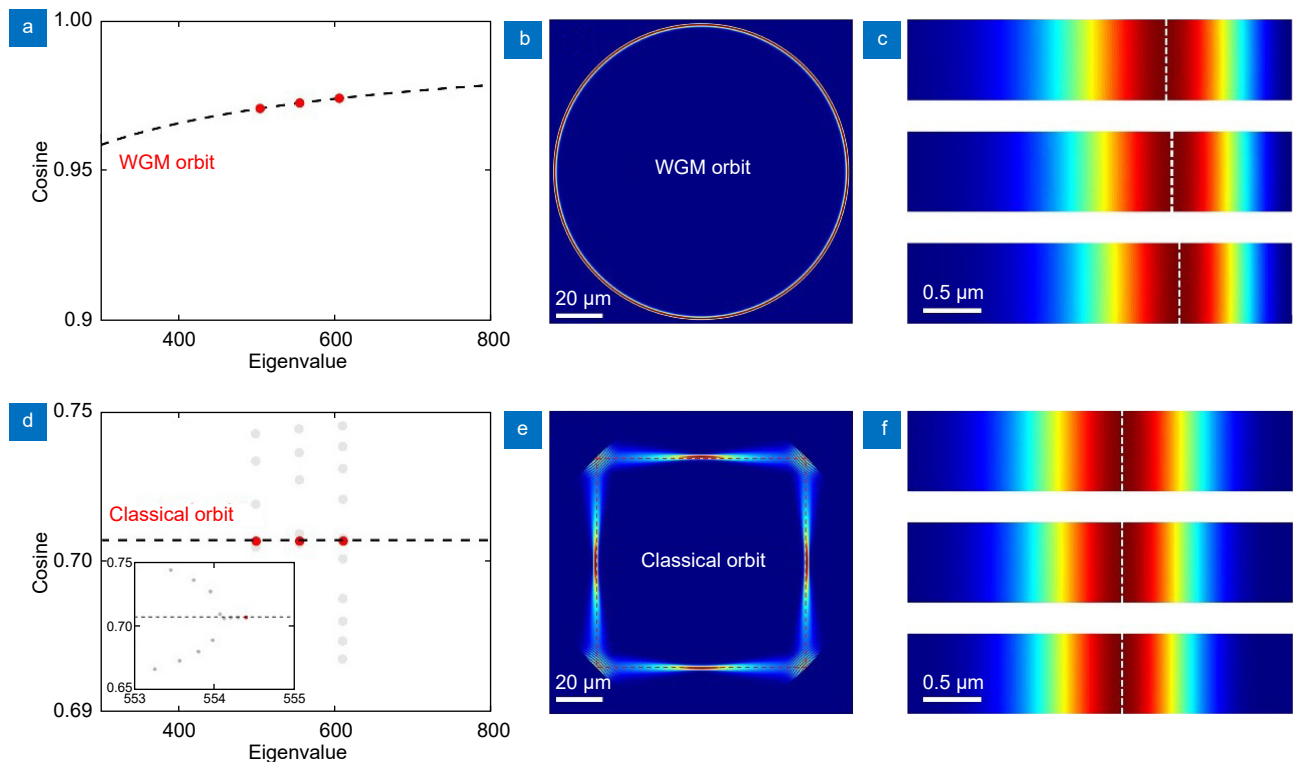 a
1.00
0.95
0.9
Cosine
WGM orbit
400
600
800
Eigenvalue
b
WGM orbit
20 μm
c
0.5 μm
d
0.75
0.70
0.69
Cosine
Classical orbit
0.75
0.70
0.65
553
554
555
400
600
800
Eigenvalue
e
Classical orbit
20 μm
f
0.5 μm